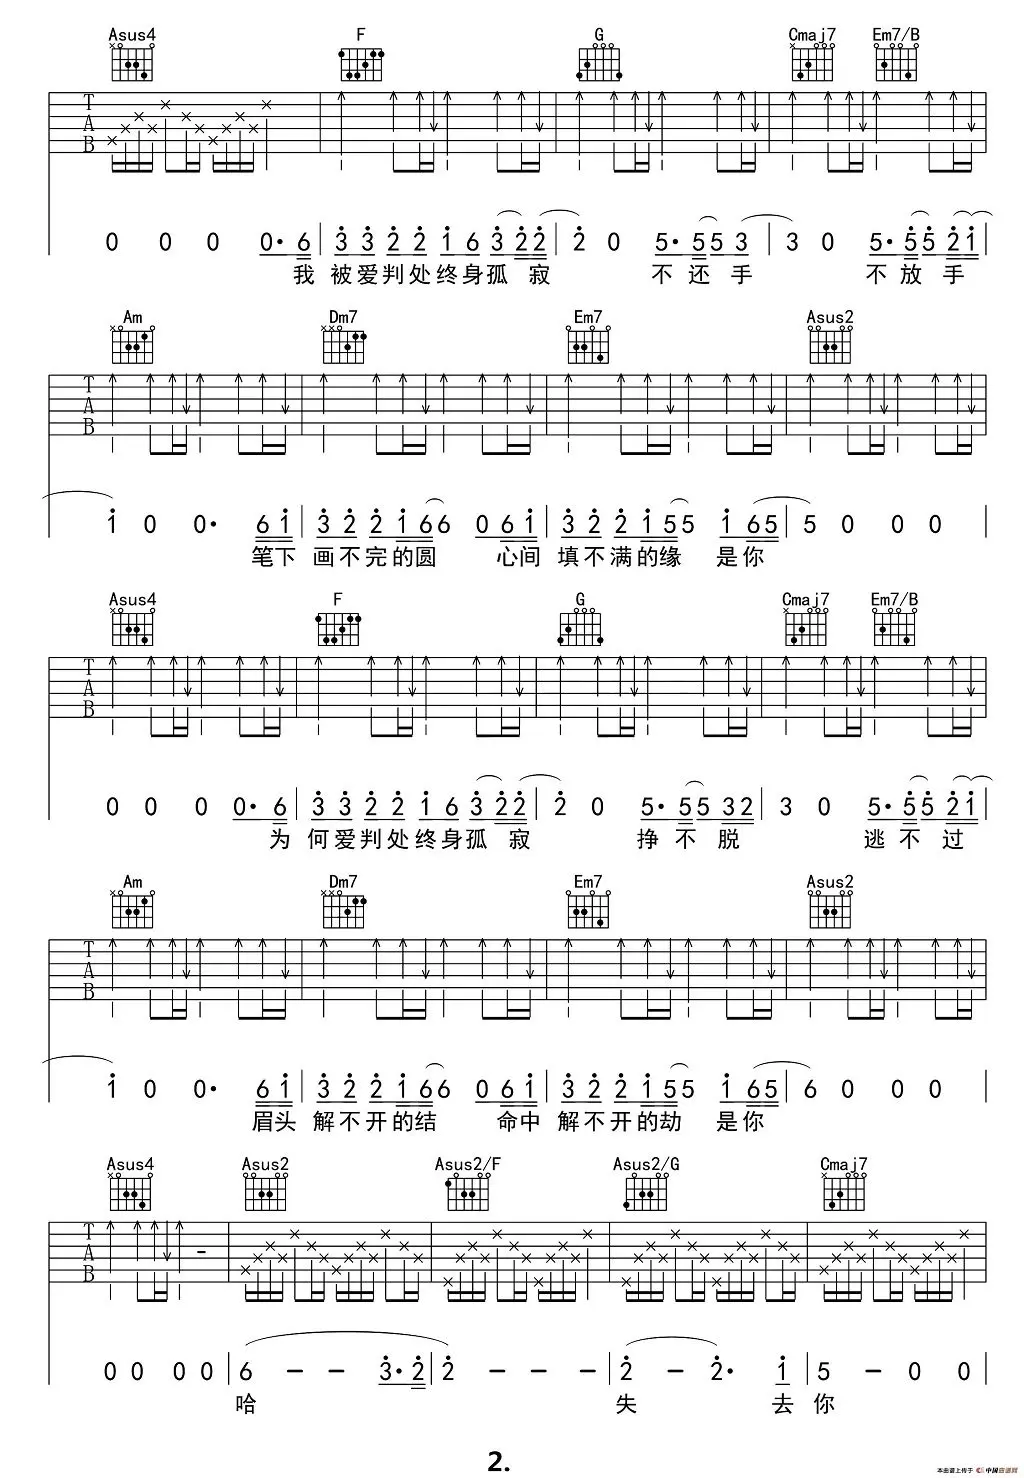 Asus4 F G Cmaj7 Em7/B
T
A
B
0 0 0 0· 6 3 3 2 2 1 6 3 2 2 2 0 5· 5 5 3 3 0 5· 5 5 2 1
我 被爱判处终身孤寂 不还手 不放手
Am Dm7 Em7 Asus2
T
A
B
1 0 0· 6 1 3 2 2 1 6 6 0 6 1 3 2 2 1 5 5 1 6 5 5 0 0 0
笔下 画不完的圆 心间 填不满的缘 是你
Asus4 F G Cmaj7 Em7/B
T
A
B
0 0 0 0· 6 3 3 2 2 1 6 3 2 2 2 0 5· 5 5 3 2 3 0 5· 5 5 2 1
为 何爱判处终身孤寂 挣不脱 逃不过
Am Dm7 Em7 Asus2
T
A
B
1 0 0· 6 1 3 2 2 1 6 6 0 6 1 3 2 2 1 5 5 1 6 5 6 0 0 0
眉头 解不开的结 命中 解不开的劫 是你
Asus4 Asus2 Asus2/F Asus2/G Cmaj7
T
A
B
0 0 0 0 6 – – 3· 2 2 – – – 2 – 2· 1 5 – 0 0
哈 失 去你
2.
本曲谱上传于 中国曲谱网